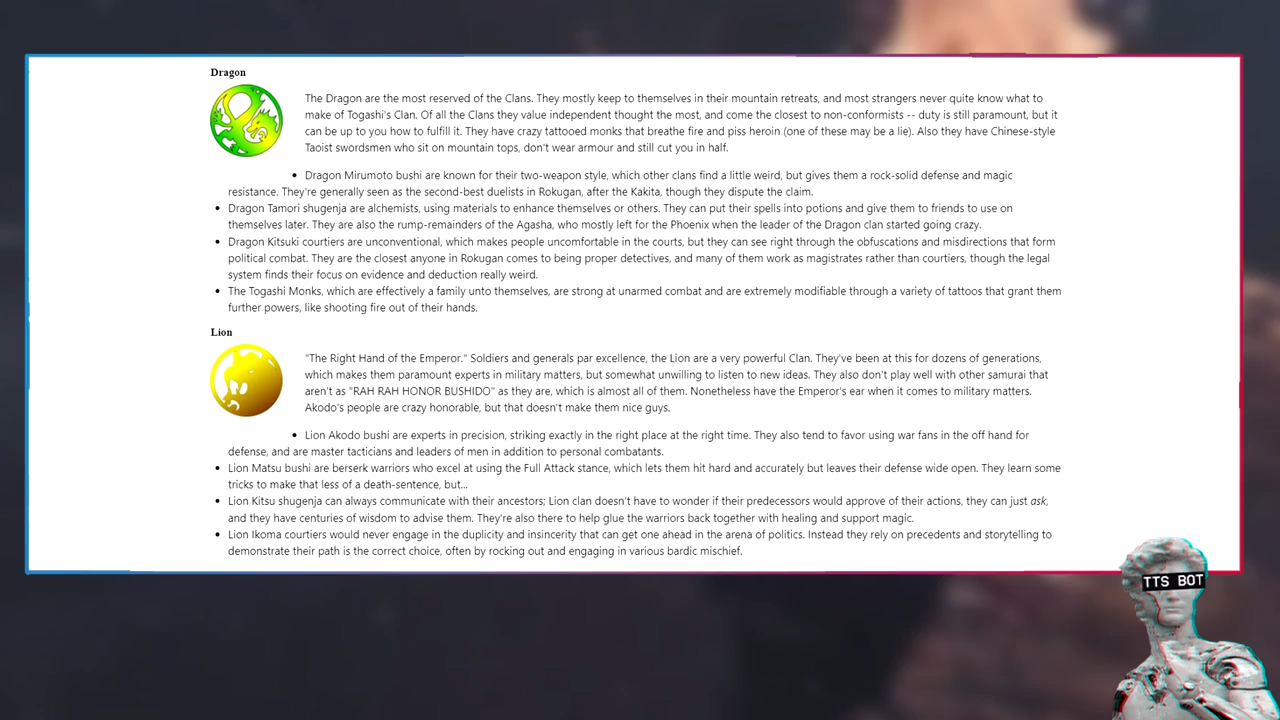 Dragon
The Dragon are the most reserved of the Clans. They mostly keep to themselves in their mountain retreats, and most strangers never quite know what to
make of Togashi's Clan. Of all the Clans they value independent thought the most, and come the closest to non-conformists -- duty is still paramount, but it
can be up to you how to fulfill it. They have crazy tattooed monks that breathe fire and piss heroin (one of these may be a lie). Also they have Chinese-style
Taoist swordsmen who sit on mountain tops, don't wear armour and still cut you in half.
• Dragon Mirumoto bushi are known for their two-weapon style, which other clans find a little weird, but gives them a rock-solid defense and magic
resistance. They're generally seen as the second-best duelists in Rokugan, after the Kakita, though they dispute the claim.
• Dragon Tamori shugenja are alchemists, using materials to enhance themselves or others. They can put their spells into potions and give them to friends to use on
themselves later. They are also the rump-remainders of the Agasha, who mostly left for the Phoenix when the leader of the Dragon clan started going crazy.
• Dragon Kitsuki courtiers are unconventional, which makes people uncomfortable in the courts, but they can see right through the obfuscations and misdirections that form
political combat. They are the closest anyone in Rokugan comes to being proper detectives, and many of them work as magistrates rather than courtiers, though the legal
system finds their focus on evidence and deduction really weird.
• The Togashi Monks, which are effectively a family unto themselves, are strong at unarmed combat and are extremely modifiable through a variety of tattoos that grant them
further powers, like shooting fire out of their hands.
Lion
"The Right Hand of the Emperor." Soldiers and generals par excellence, the Lion are a very powerful Clan. They've been at this for dozens of generations,
which makes them paramount experts in military matters, but somewhat unwilling to listen to new ideas. They also don't play well with other samurai that
aren't as "RAH RAH HONOR BUSHIDO" as they are, which is almost all of them. Nonetheless have the Emperor's ear when it comes to military matters.
Akodo's people are crazy honorable, but that doesn't make them nice guys.
• Lion Akodo bushi are experts in precision, striking exactly in the right place at the right time. They also tend to favor using war fans in the off hand for
defense, and are master tacticians and leaders of men in addition to personal combatants.
• Lion Matsu bushi are berserk warriors who excel at using the Full Attack stance, which lets them hit hard and accurately but leaves their defense wide open. They learn some
tricks to make that less of a death-sentence, but...
• Lion Kitsu shugenja can always communicate with their ancestors; Lion clan doesn't have to wonder if their predecessors would approve of their actions, they can just ask,
and they have centuries of wisdom to advise them. They're also there to help glue the warriors back together with healing and support magic.
• Lion Ikoma courtiers would never engage in the duplicity and insincerity that can get one ahead in the arena of politics. Instead they rely on precedents and storytelling to
demonstrate their path is the correct choice, often by rocking out and engaging in various bardic mischief.
TTS BOT